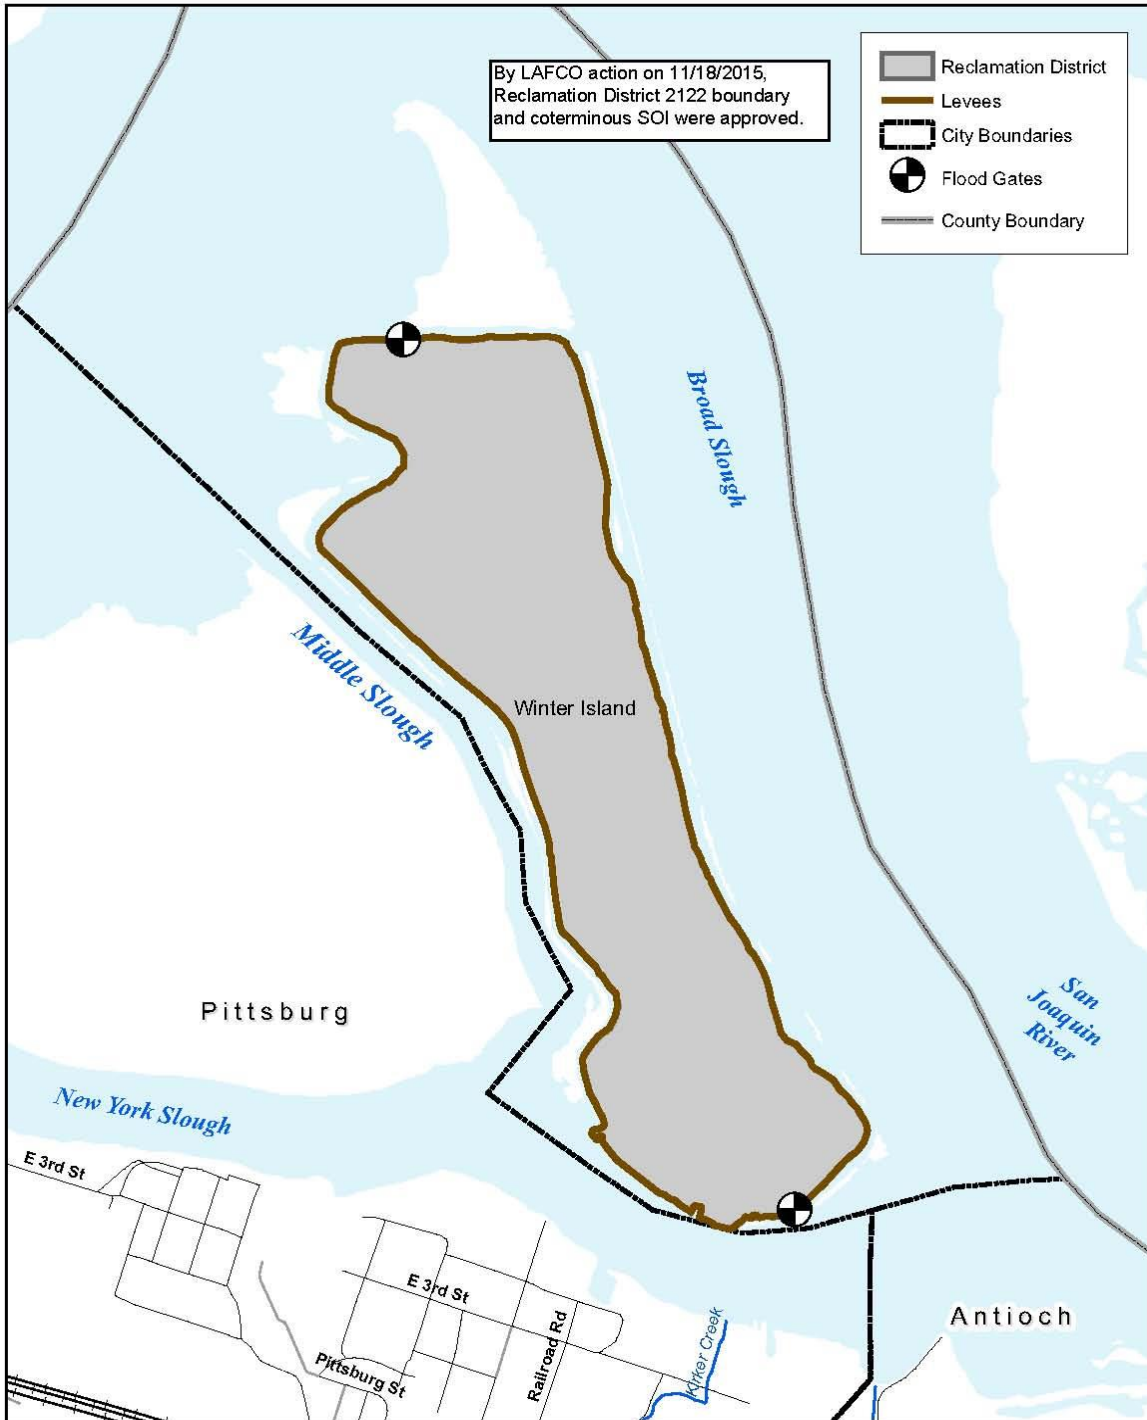 By LAFCO action on 11/18/2015,
Reclamation District 2122 boundary
and coterminous SOI were approved.
Reclamation District
Levees
City Boundaries
Flood Gates
County Boundary
Broad Slough
Middle Slough
Winter Island
San
Joaquin
River
Pittsburg
New York Slough
E 3rd St
E 3rd St
Railroad Rd
Pittsburg St
Kirker Creek
Antioch